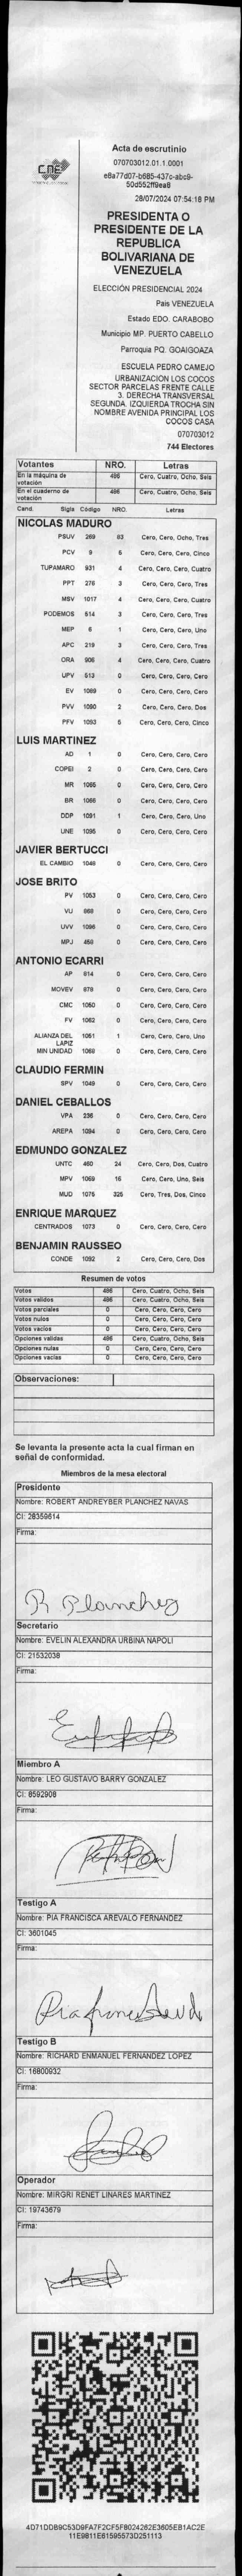 CNE
Acta de escrutinio
070703012.01.1.0001
e8a77d07-b685-437c-abc9-
50d552ff9ea8
28/07/2024 07:54:18 PM
PRESIDENTA O
PRESIDENTE DE LA
REPUBLICA
BOLIVARIANA DE
VENEZUELA
ELECCIÓN PRESIDENCIAL 2024
Pais VENEZUELA
Estado EDO. CARABOBO
Municipio MP. PUERTO CABELLO
Parroquia PQ. GOAIGOAZA
ESCUELA PEDRO CAMEJO
URBANIZACION LOS COCOS
SECTOR PARCELAS FRENTE CALLE
3. DERECHA TRANSVERSAL
SEGUNDA. IZQUIERDA TROCHA SIN
NOMBRE AVENIDA PRINCIPAL LOS
COCOS CASA
070703012
744 Electores
Votantes NRO. Letras
En la máquina de votación 486 Cero, Cuatro, Ocho, Seis
En el cuaderno de votación 486 Cero, Cuatro, Ocho, Seis
Cand. Sigla Código NRO. Letras
NICOLAS MADURO
PSUV 269 83 Cero, Cero, Ocho, Tres
PCV 9 5 Cero, Cero, Cero, Cinco
TUPAMARO 931 4 Cero, Cero, Cero, Cuatro
PPT 276 3 Cero, Cero, Cero, Tres
MSV 1017 4 Cero, Cero, Cero, Cuatro
PODEMOS 514 3 Cero, Cero, Cero, Tres
MEP 6 1 Cero, Cero, Cero, Uno
APC 219 3 Cero, Cero, Cero, Tres
ORA 906 4 Cero, Cero, Cero, Cuatro
UPV 513 0 Cero, Cero, Cero, Cero
EV 1089 0 Cero, Cero, Cero, Cero
PVV 1090 2 Cero, Cero, Cero, Dos
PFV 1093 5 Cero, Cero, Cero, Cinco
LUIS MARTINEZ
AD 1 0 Cero, Cero, Cero, Cero
COPEI 2 0 Cero, Cero, Cero, Cero
MR 1065 0 Cero, Cero, Cero, Cero
BR 1066 0 Cero, Cero, Cero, Cero
DDP 1091 1 Cero, Cero, Cero, Uno
UNE 1095 0 Cero, Cero, Cero, Cero
JAVIER BERTUCCI
EL CAMBIO 1046 0 Cero, Cero, Cero, Cero
JOSE BRITO
PV 1053 0 Cero, Cero, Cero, Cero
VU 868 0 Cero, Cero, Cero, Cero
UVV 1096 0 Cero, Cero, Cero, Cero
MPJ 459 0 Cero, Cero, Cero, Cero
ANTONIO ECARRI
AP 814 0 Cero, Cero, Cero, Cero
MOVEV 979 0 Cero, Cero, Cero, Cero
CMC 1050 0 Cero, Cero, Cero, Cero
FV 1062 0 Cero, Cero, Cero, Cero
ALIANZA DEL LAPIZ 1051 1 Cero, Cero, Cero, Uno
MIN UNIDAD 1068 0 Cero, Cero, Cero, Cero
CLAUDIO FERMIN
SPV 1049 0 Cero, Cero, Cero, Cero
DANIEL CEBALLOS
VPA 236 0 Cero, Cero, Cero, Cero
AREPA 1094 0 Cero, Cero, Cero, Cero
EDMUNDO GONZALEZ
UNTC 460 24 Cero, Cero, Dos, Cuatro
MPV 1069 16 Cero, Cero, Uno, Seis
MUD 1075 325 Cero, Tres, Dos, Cinco
ENRIQUE MARQUEZ
CENTRADOS 1073 0 Cero, Cero, Cero, Cero
BENJAMIN RAUSSEO
CONDE 1092 2 Cero, Cero, Cero, Dos
Resumen de votos
Votos 486 Cero, Cuatro, Ocho, Seis
Votos validos 486 Cero, Cuatro, Ocho, Seis
Votos parciales 0 Cero, Cero, Cero, Cero
Votos nulos 0 Cero, Cero, Cero, Cero
Votos vacios 0 Cero, Cero, Cero, Cero
Opciones validas 486 Cero, Cuatro, Ocho, Seis
Opciones nulas 0 Cero, Cero, Cero, Cero
Opciones vacias 0 Cero, Cero, Cero, Cero
Observaciones:
Se levanta la presente acta la cual firman en
señal de conformidad.
Miembros de la mesa electoral
Presidente
Nombre: ROBERT ANDREYBER PLANCHEZ NAVAS
CI: 28359614
Firma:
R Planchez
Secretario
Nombre: EVELIN ALEXANDRA URBINA NAPOLI
CI: 21532038
Firma:
Miembro A
Nombre: LEO GUSTAVO BARRY GONZALEZ
CI: 8592908
Firma:
Testigo A
Nombre: PIA FRANCISCA AREVALO FERNANDEZ
CI: 3601045
Firma:
Testigo B
Nombre: RICHARD ENMANUEL FERNANDEZ LOPEZ
CI: 16800932
Firma:
Operador
Nombre: MIRGRI RENET LINARES MARTINEZ
CI: 19743679
Firma:
4D71DDB9C53D9FA7F2CF5FB024262E3605EB1AC2E
11E9811E61595573D251113